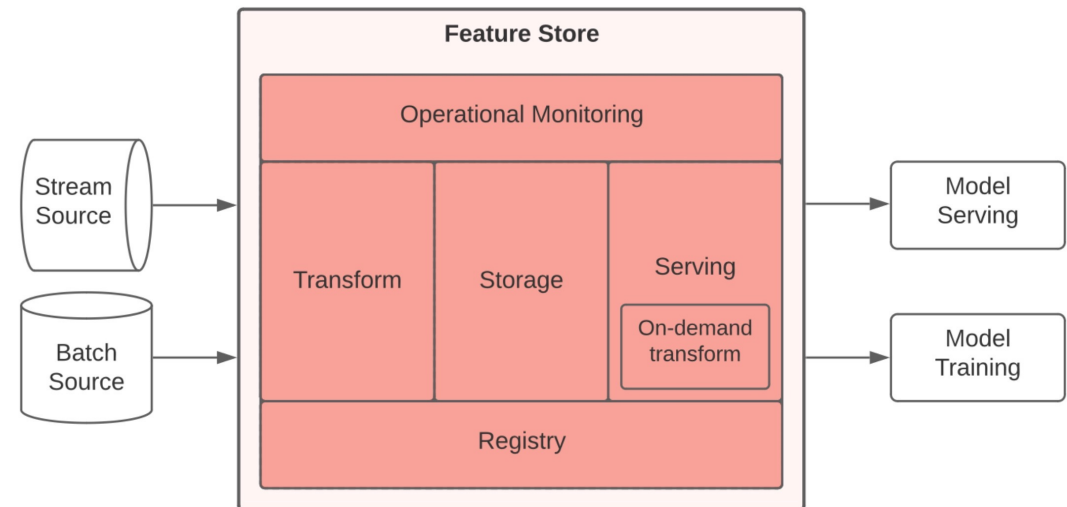 Feature Store
Operational Monitoring
Stream
Source
Batch
Source
Transform
Storage
Serving
On-demand
transform
Registry
Model
Serving
Model
Training